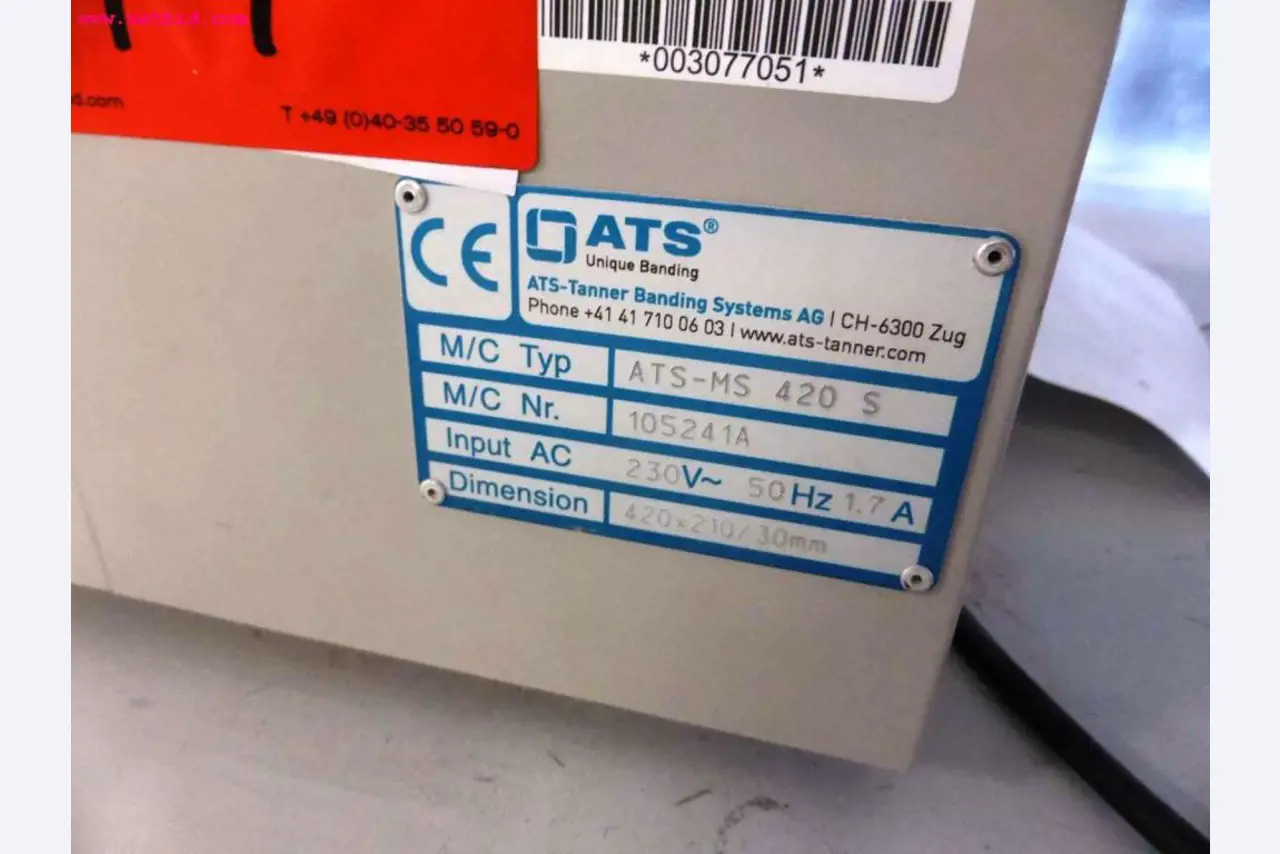 *003077051*
T +49 (0)40-35 50 59-0
CE
ATS®
Unique Banding
ATS-Tanner Banding Systems AG | CH-6300 Zug
Phone +41 41 710 06 03 | www.ats-tanner.com
M/C Typ ATS-MS 420 S
M/C Nr. 105241A
Input AC 230V~ 50Hz 1.7 A
Dimension 420x210/30mm